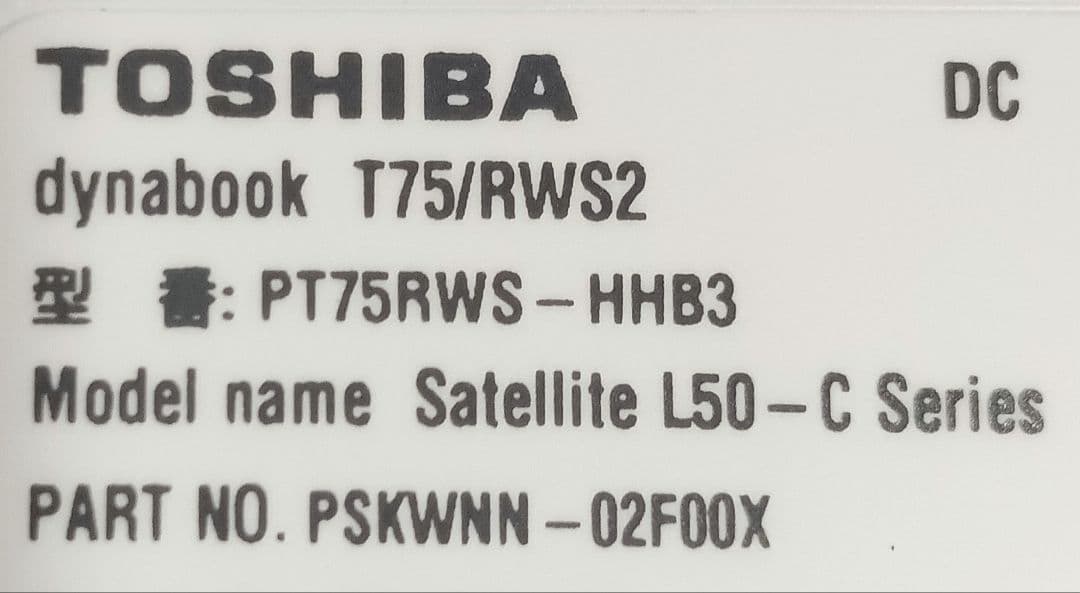 TOSHIBA DC
dynabook T75/RWS2
型 番: PT75RWS-HHB3
Model name Satellite L50-C Series
PART NO. PSKWNN-02F00X